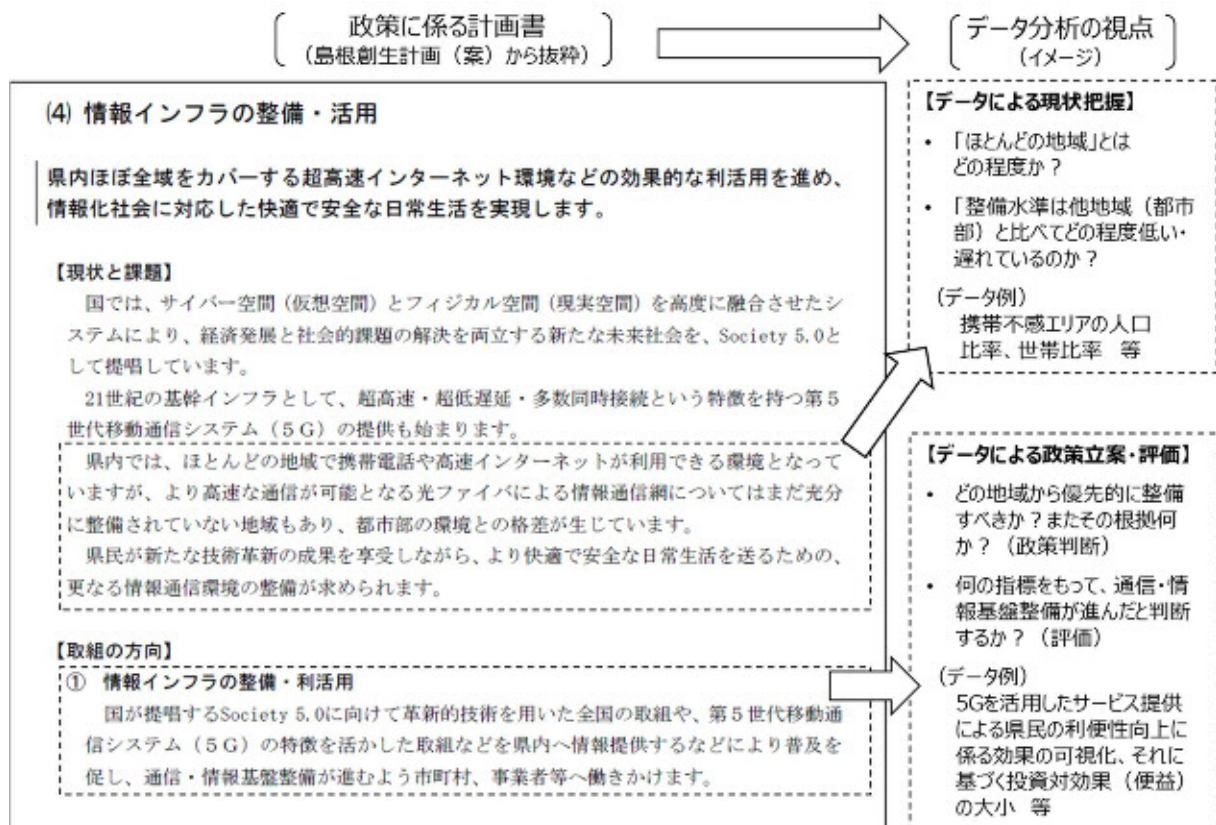 政策に係る計画書
（島根創生計画（案）から抜粋）
データ分析の視点
（イメージ）
⑷ 情報インフラの整備・活用
県内ほぼ全域をカバーする超高速インターネット環境などの効果的な利活用を進め、
情報化社会に対応した快適で安全な日常生活を実現します。
【現状と課題】
国では、サイバー空間（仮想空間）とフィジカル空間（現実空間）を高度に融合させたシ
ステムにより、経済発展と社会的課題の解決を両立する新たな未来社会を、Society 5.0と
して提唱しています。
21世紀の基幹インフラとして、超高速・超低遅延・多数同時接続という特徴を持つ第５
世代移動通信システム（５Ｇ）の提供も始まります。
県内では、ほとんどの地域で携帯電話や高速インターネットが利用できる環境となって
いますが、より高速な通信が可能となる光ファイバによる情報通信網についてはまだ充分
に整備されていない地域もあり、都市部の環境との格差が生じています。
県民が新たな技術革新の成果を享受しながら、より快適で安全な日常生活を送るための、
更なる情報通信環境の整備が求められます。
【取組の方向】
① 情報インフラの整備・利活用
国が提唱するSociety 5.0に向けて革新的技術を用いた全国の取組や、第５世代移動通
信システム（５Ｇ）の特徴を活かした取組などを県内へ情報提供するなどにより普及を
促し、通信・情報基盤整備が進むよう市町村、事業者等へ働きかけます。
【データによる現状把握】
• 「ほとんどの地域」とは
どの程度か？
• 「整備水準は他地域（都市
部）と比べてどの程度低い・
遅れているのか？
（データ例）
携帯不感エリアの人口
比率、世帯比率 等
【データによる政策立案・評価】
• どの地域から優先的に整備
すべきか？またその根拠何
か？（政策判断）
• 何の指標をもって、通信・情
報基盤整備が進んだと判断
するか？（評価）
（データ例）
5Gを活用したサービス提供
による県民の利便性向上に
係る効果の可視化、それに
基づく投資対効果（便益）
の大小 等